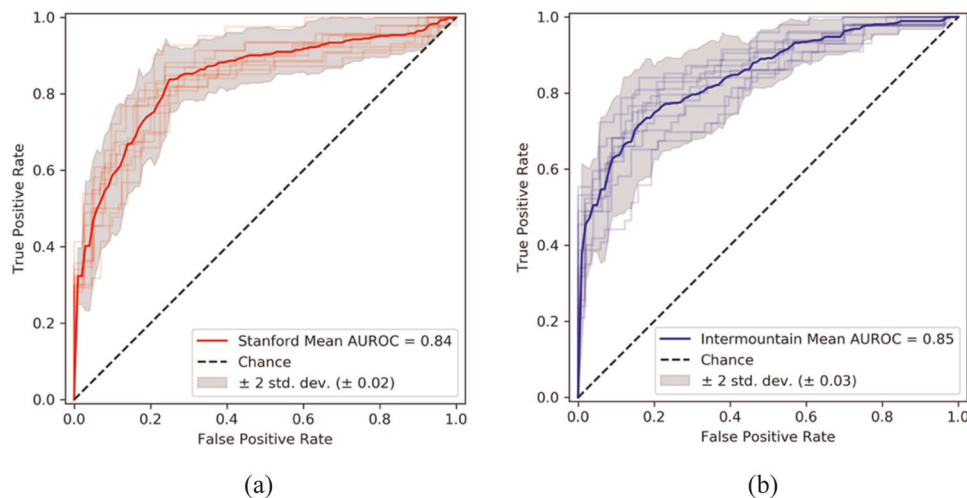 1.0
0.8
0.6
0.4
0.2
0.0
True Positive Rate
Stanford Mean AUROC = 0.84
Chance
± 2 std. dev. (± 0.02)
0.0 0.2 0.4 0.6 0.8 1.0
False Positive Rate
(a)
1.0
0.8
0.6
0.4
0.2
0.0
True Positive Rate
Intermountain Mean AUROC = 0.85
Chance
± 2 std. dev. (± 0.03)
0.0 0.2 0.4 0.6 0.8 1.0
False Positive Rate
(b)